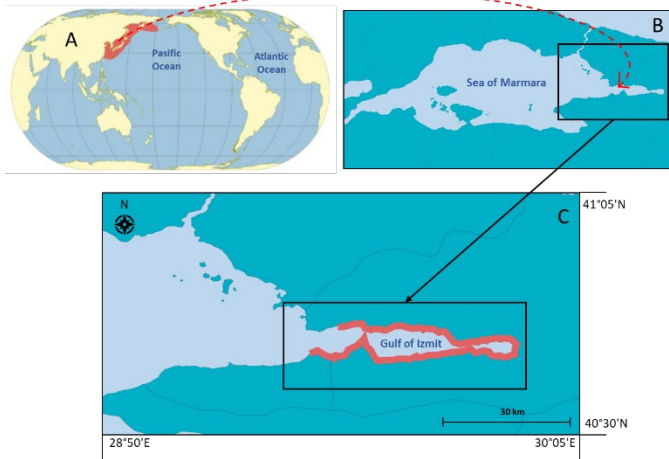 A
Pasific
Ocean
Atlantic
Ocean
B
Sea of Marmara
N
C
41°05'N
Gulf of Izmit
30 km
40°30'N
28°50'E
30°05'E